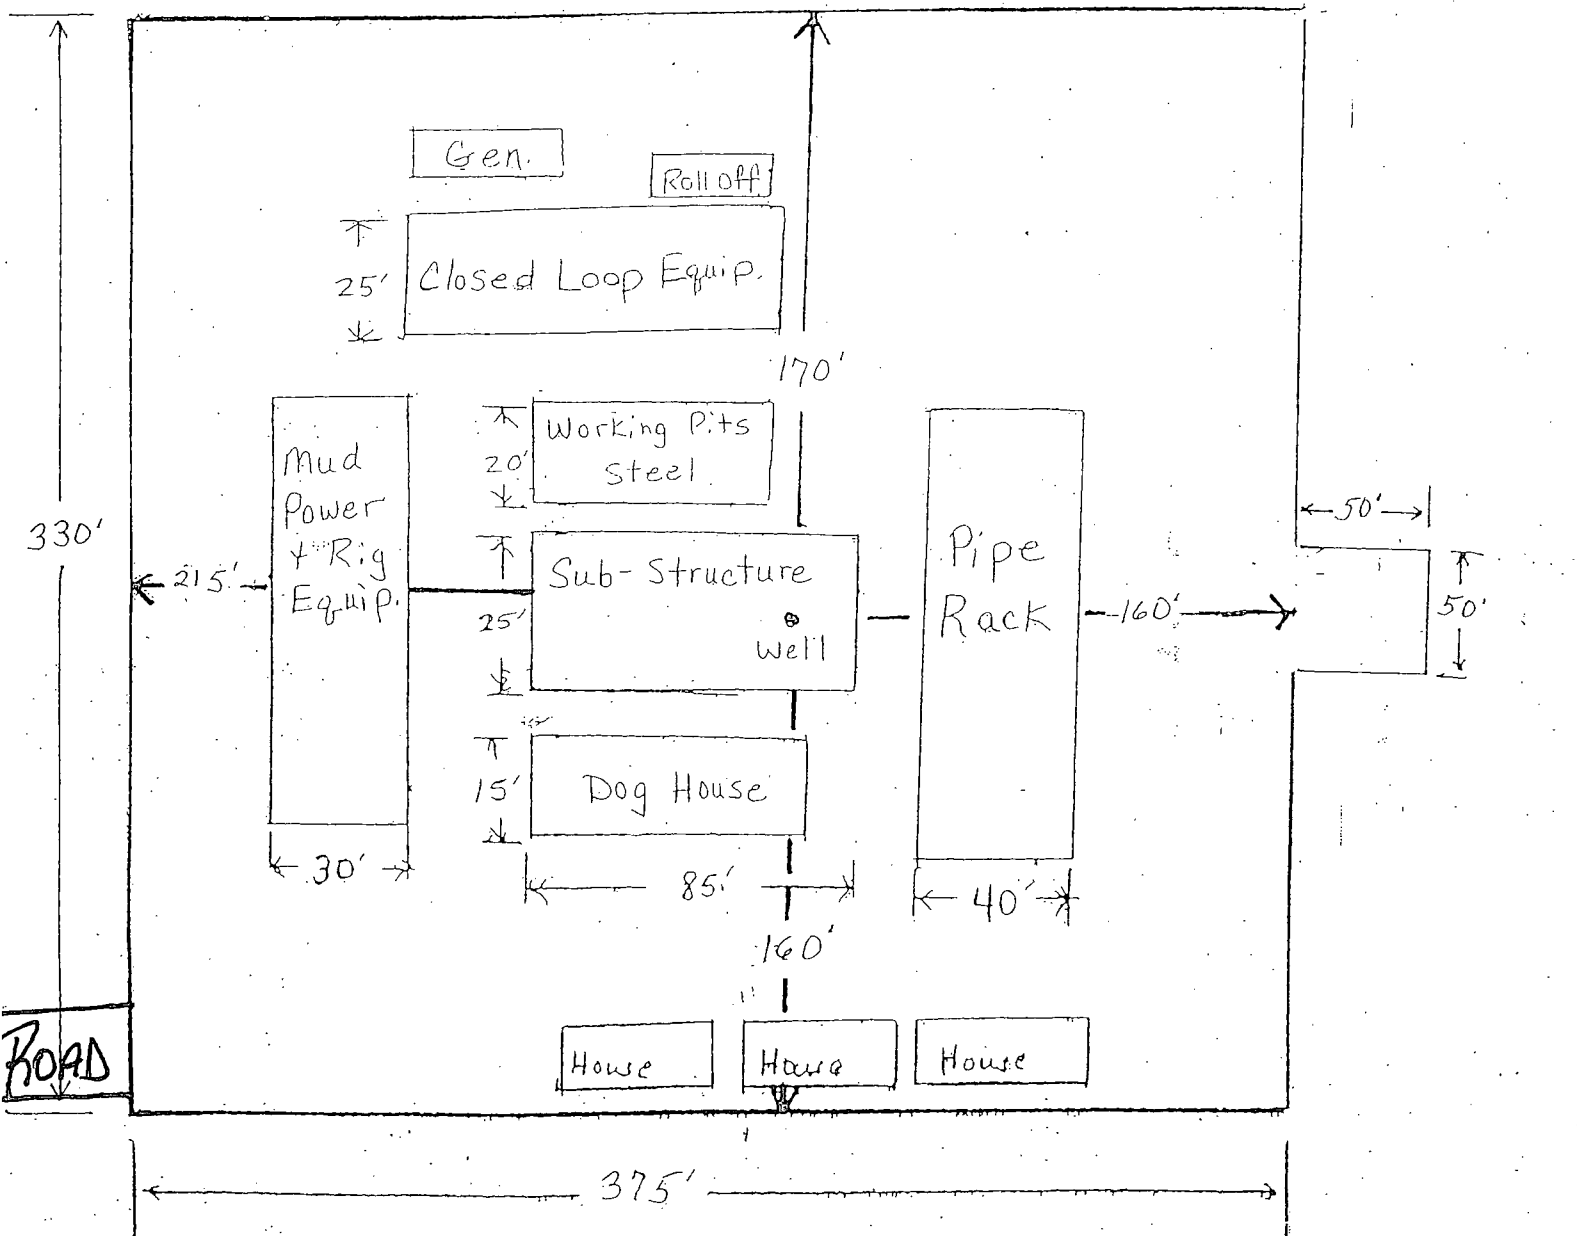 Gen.
Roll off
25'
Closed Loop Equip.
170'
Mud
Power
+ Rig
Equip.
20'
Working Pits
Steel
330'
215'
Sub-Structure
25'
Well
Pipe
Rack
160'
50'
50'
15'
Dog House
30'
85'
40'
160'
ROAD
House
House
House
375'